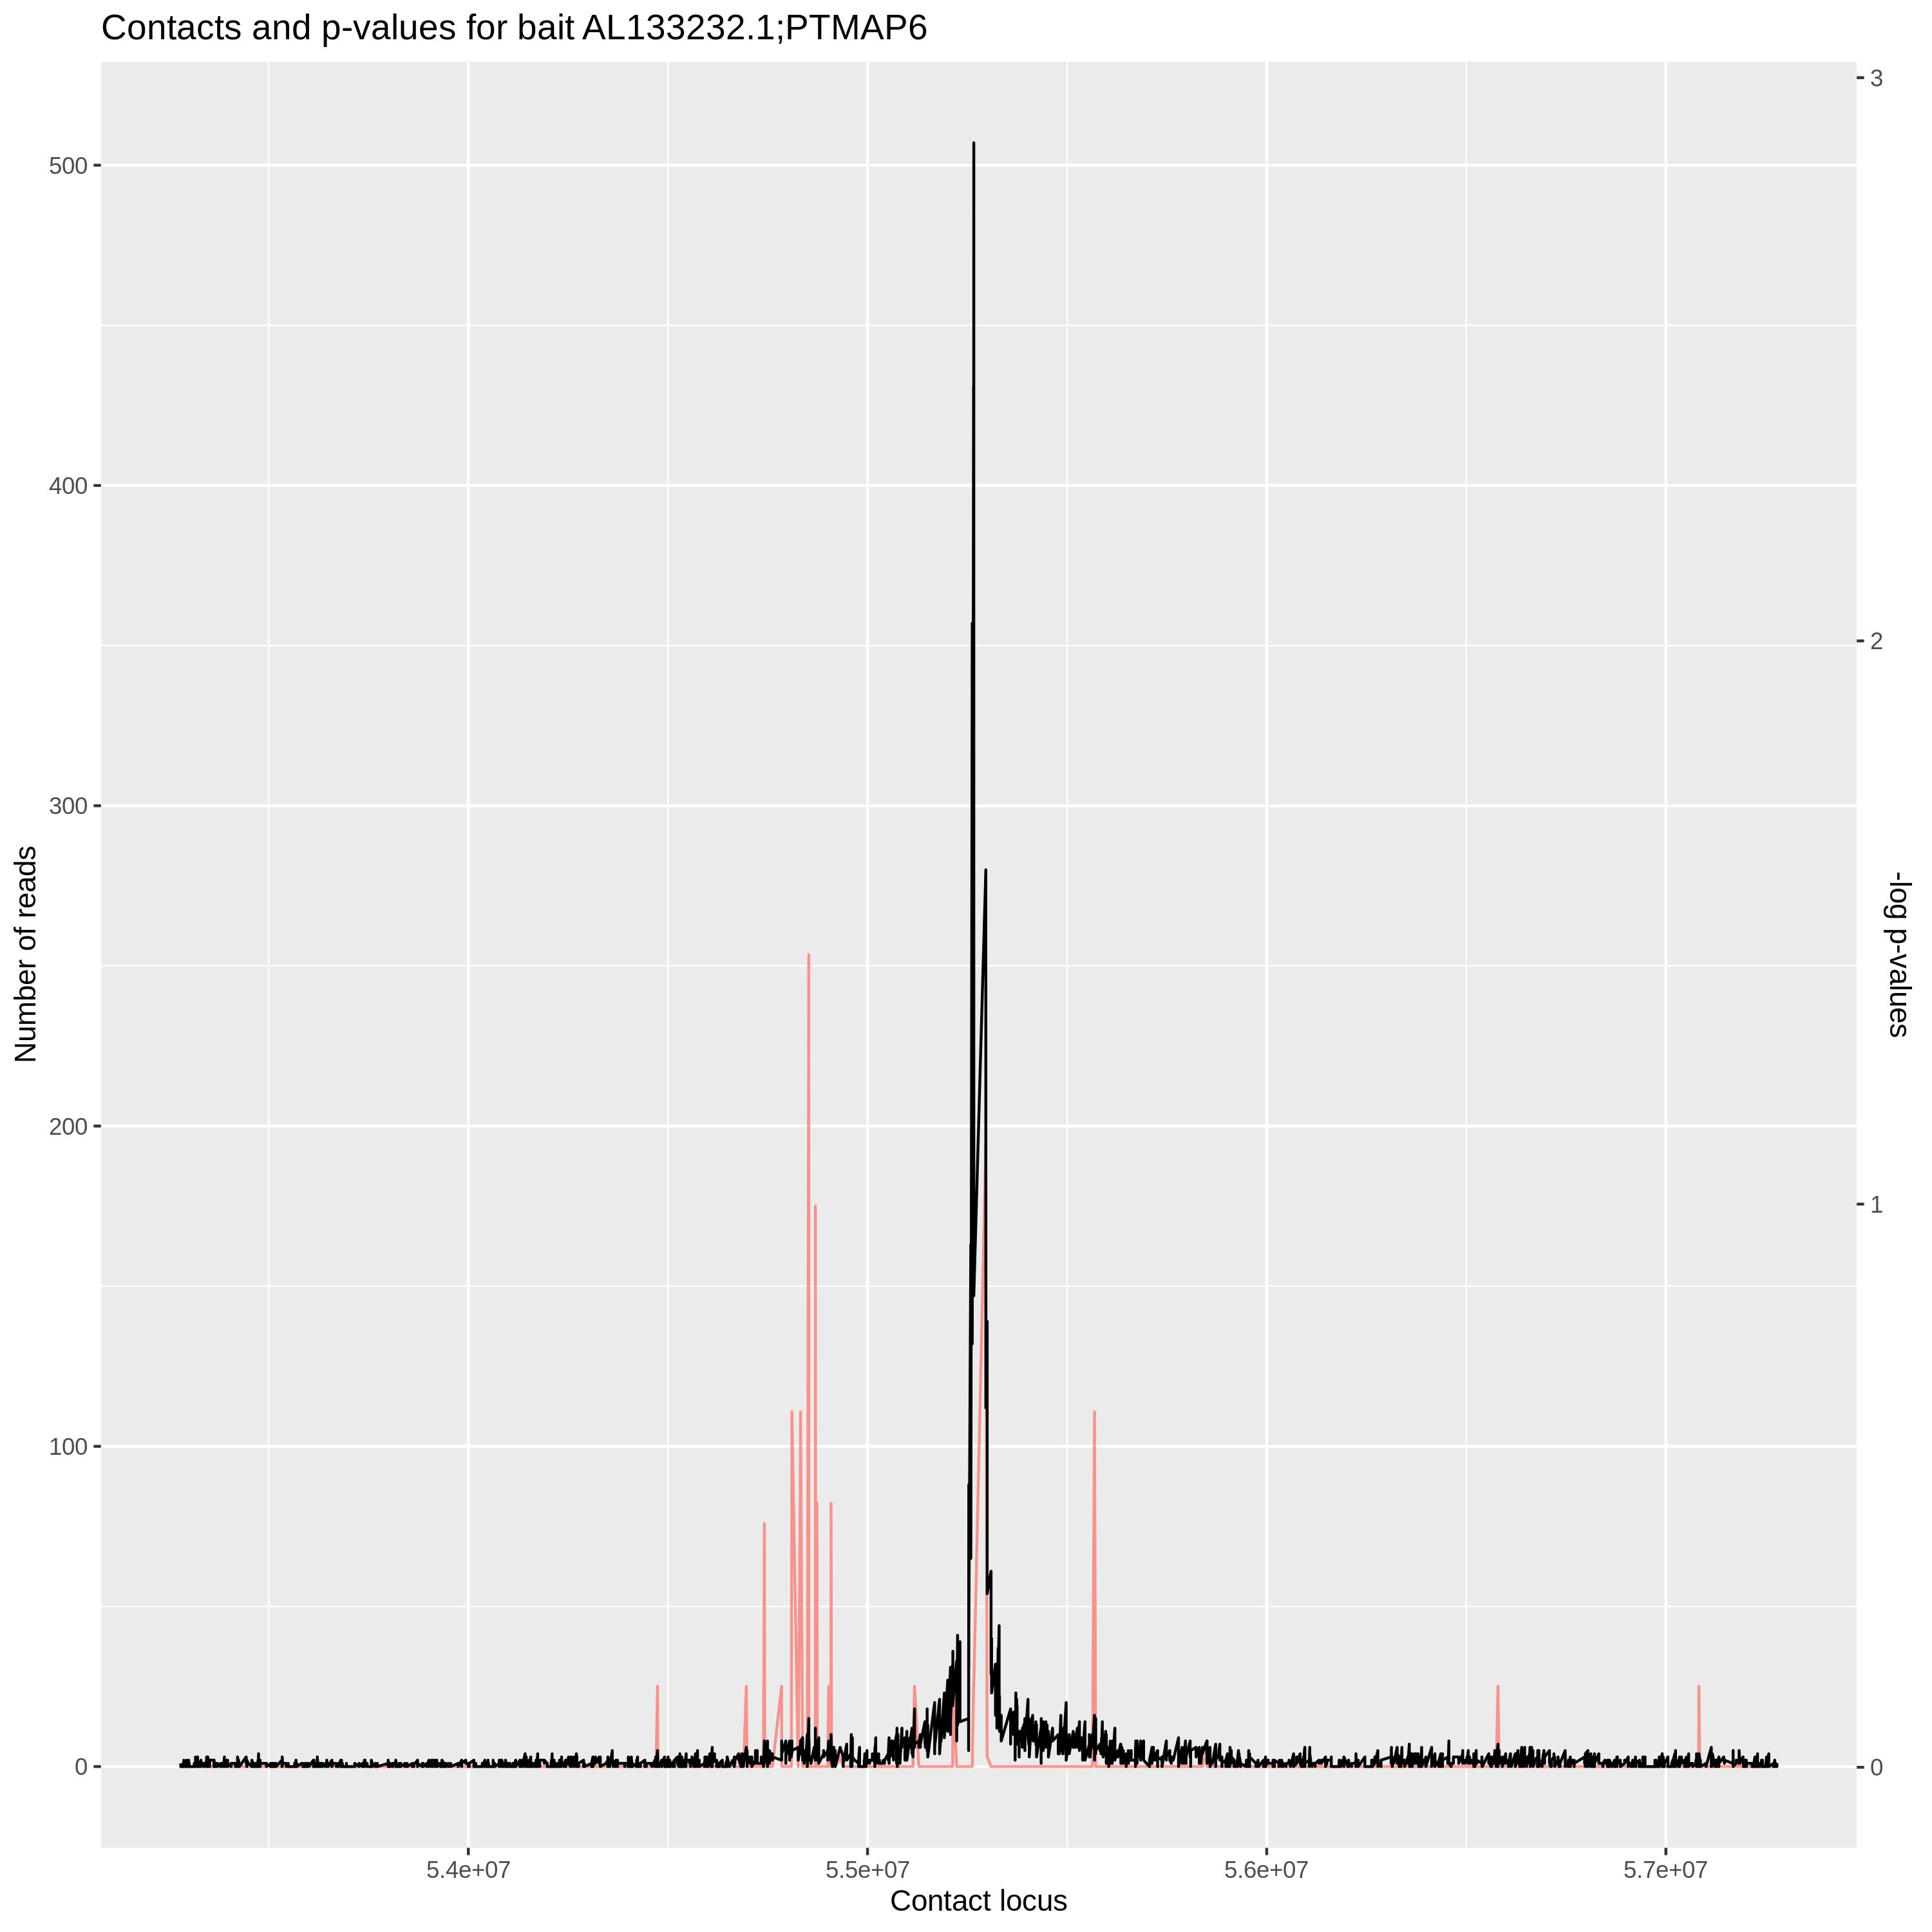 Contacts and p-values for bait AL133232.1;PTMAP6
Number of reads
500
400
300
200
100
0
3
2
1
0
-log p-values
5.4e+07 5.5e+07 5.6e+07 5.7e+07
Contact locus